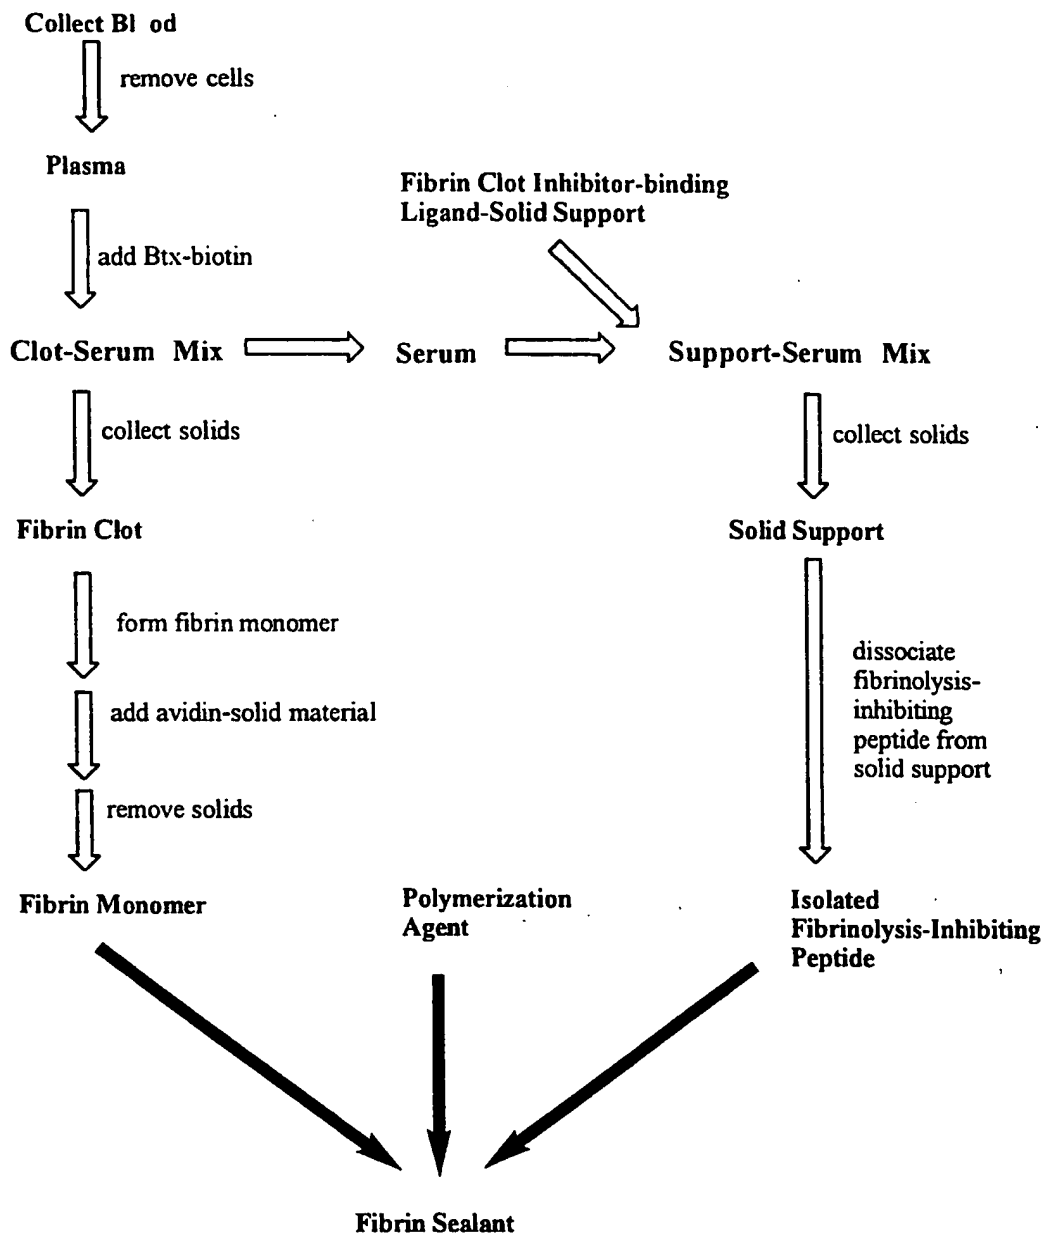 Collect Bl od
remove cells
Plasma
Fibrin Clot Inhibitor-binding
Ligand-Solid Support
add Btx-biotin
Clot-Serum Mix
Serum
Support-Serum Mix
collect solids
collect solids
Fibrin Clot
Solid Support
form fibrin monomer
dissociate
fibrinolysis-
inhibiting
peptide from
solid support
add avidin-solid material
remove solids
Fibrin Monomer
Polymerization
Agent
Isolated
Fibrinolysis-Inhibiting
Peptide
Fibrin Sealant